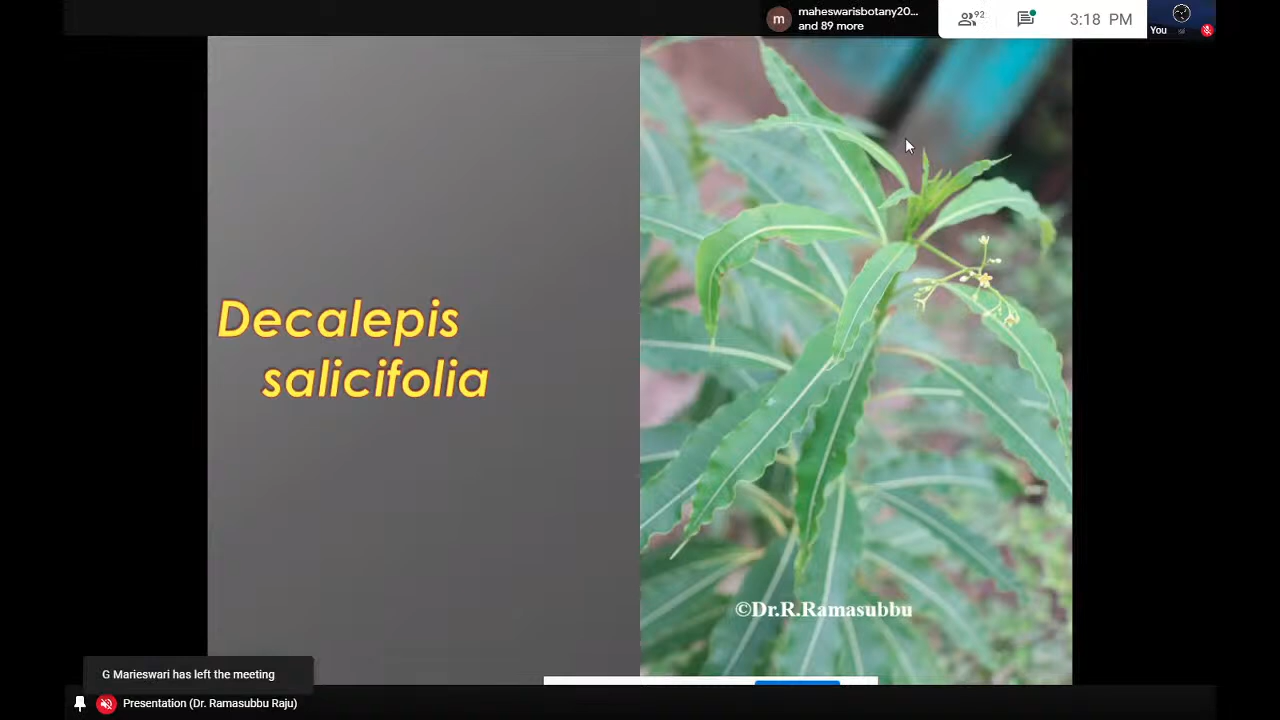 maheswarisbotany20...
and 89 more
m
92
3:18 PM
You
Decalepis
salicifolia
©Dr.R.Ramasubbu
G Marieswari has left the meeting
Presentation (Dr. Ramasubbu Raju)